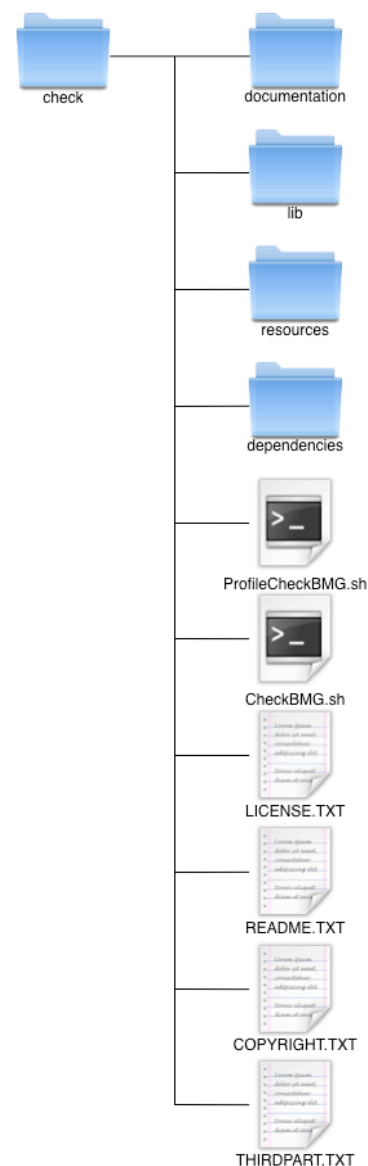 check
documentation
lib
resources
dependencies
>_
ProfileCheckBMG.sh
>_
CheckBMG.sh
LICENSE.TXT
README.TXT
COPYRIGHT.TXT
THIRDPART.TXT